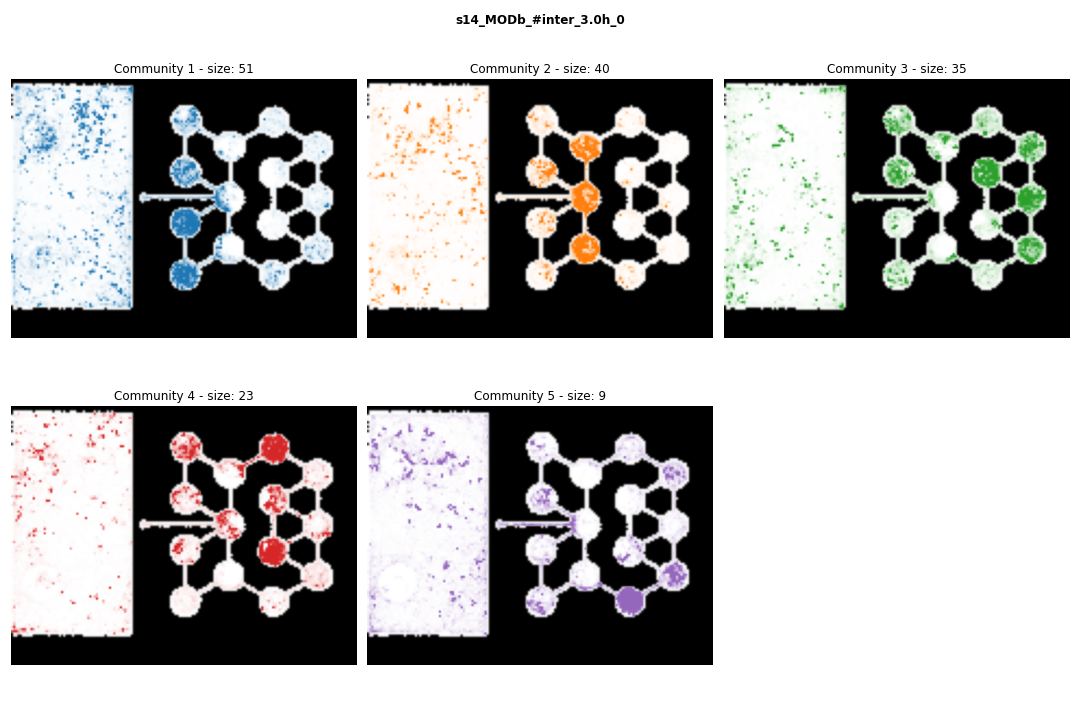 s14_MODb_#inter_3.0h_0
Community 1 - size: 51
Community 2 - size: 40
Community 3 - size: 35
Community 4 - size: 23
Community 5 - size: 9